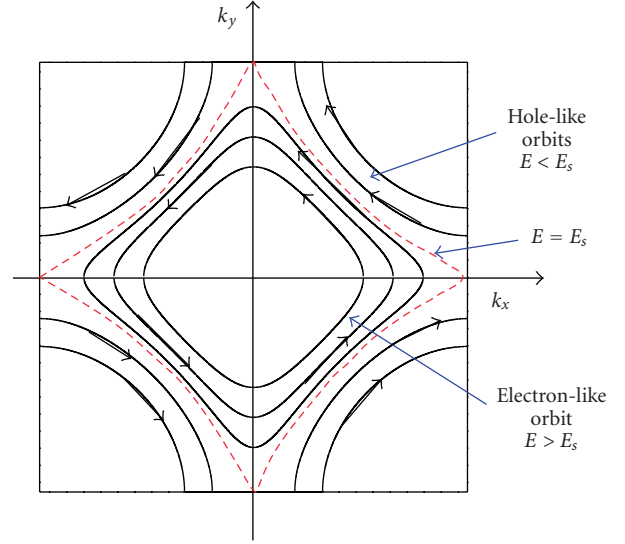 k_y
Hole-like
orbits
E < E_s
E = E_s
k_x
Electron-like
orbit
E > E_s